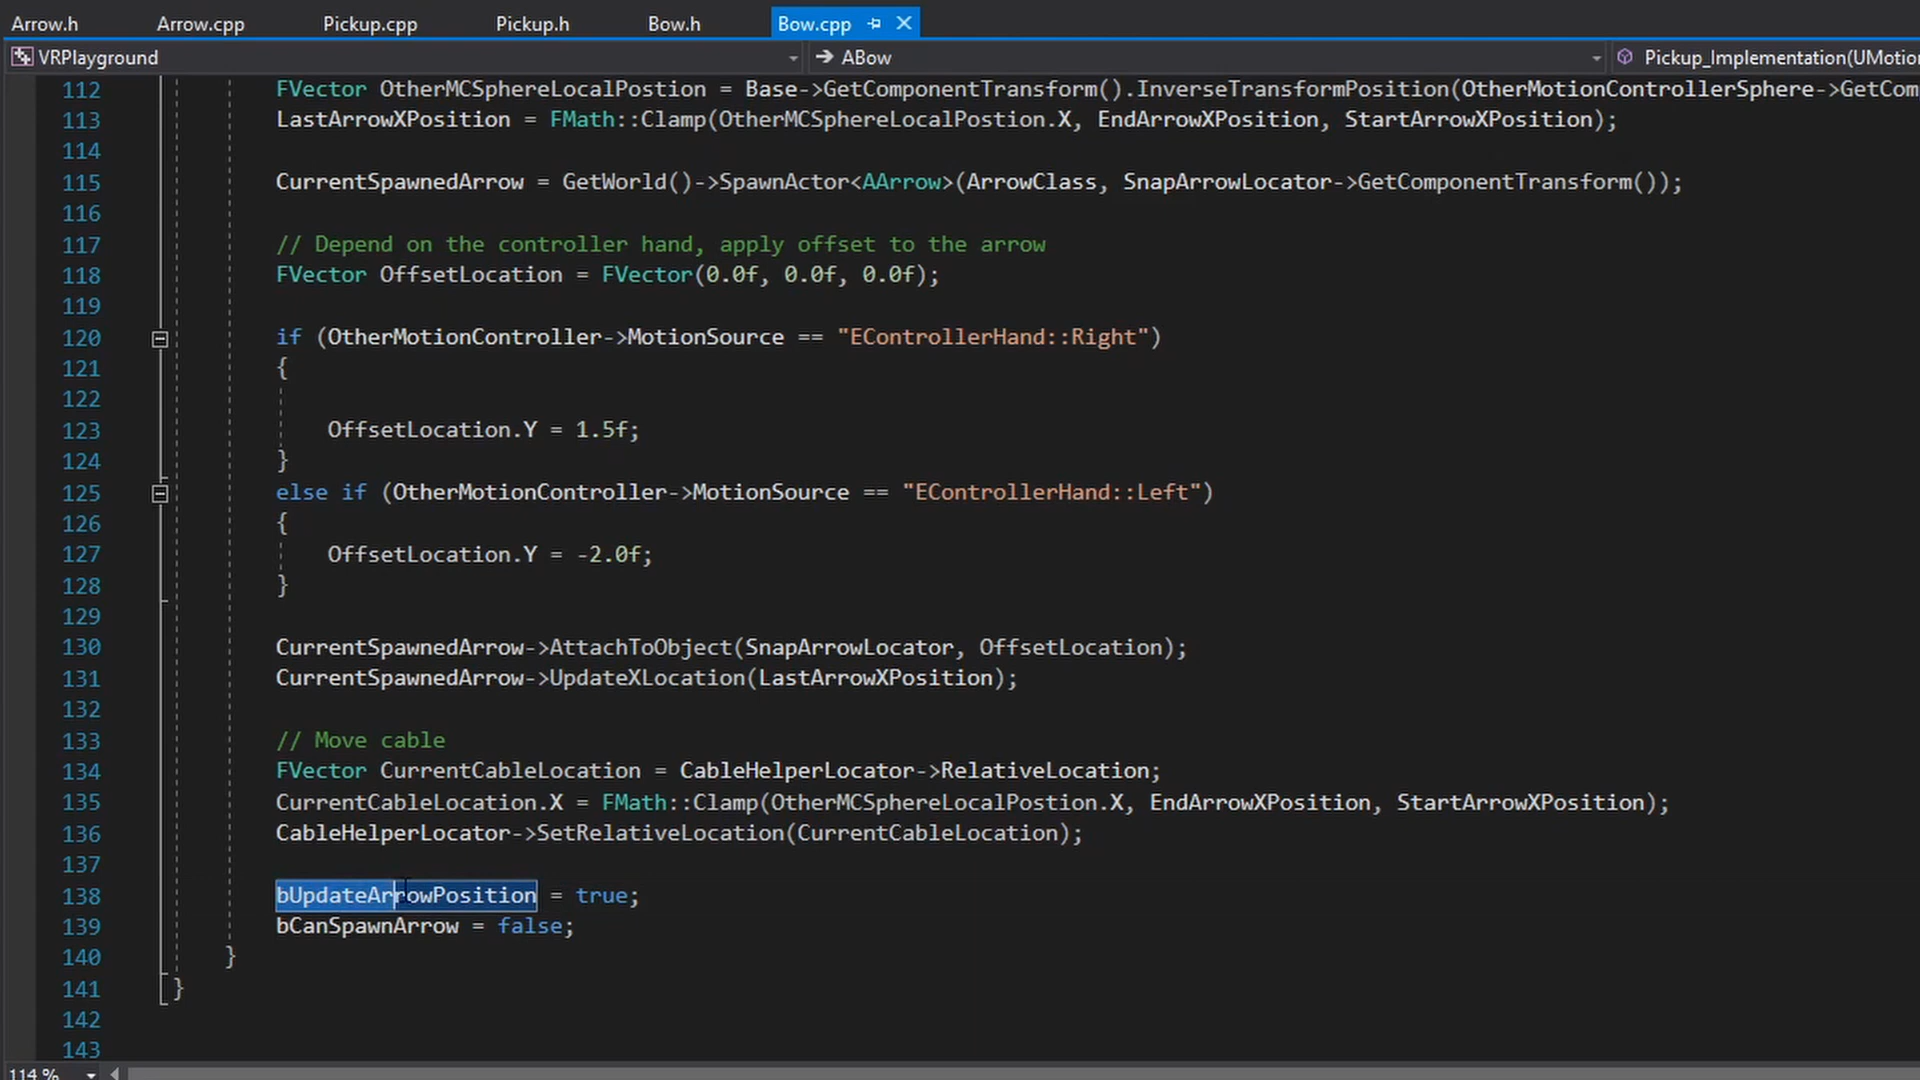 Arrow.h Arrow.cpp Pickup.cpp Pickup.h Bow.h Bow.cpp
VRPlayground ABow Pickup_Implementation(UMotion
112 FVector OtherMCSphereLocalPostion = Base->GetComponentTransform().InverseTransformPosition(OtherMotionControllerSphere->GetCom
113 LastArrowXPosition = FMath::Clamp(OtherMCSphereLocalPostion.X, EndArrowXPosition, StartArrowXPosition);
114
115 CurrentSpawnedArrow = GetWorld()->SpawnActor<AArrow>(ArrowClass, SnapArrowLocator->GetComponentTransform());
116
117 // Depend on the controller hand, apply offset to the arrow
118 FVector OffsetLocation = FVector(0.0f, 0.0f, 0.0f);
119
120 if (OtherMotionController->MotionSource == "EControllerHand::Right")
121 {
122
123 OffsetLocation.Y = 1.5f;
124 }
125 else if (OtherMotionController->MotionSource == "EControllerHand::Left")
126 {
127 OffsetLocation.Y = -2.0f;
128 }
129
130 CurrentSpawnedArrow->AttachToObject(SnapArrowLocator, OffsetLocation);
131 CurrentSpawnedArrow->UpdateXLocation(LastArrowXPosition);
132
133 // Move cable
134 FVector CurrentCableLocation = CableHelperLocator->RelativeLocation;
135 CurrentCableLocation.X = FMath::Clamp(OtherMCSphereLocalPostion.X, EndArrowXPosition, StartArrowXPosition);
136 CableHelperLocator->SetRelativeLocation(CurrentCableLocation);
137
138 bUpdateArrowPosition = true;
139 bCanSpawnArrow = false;
140 }
141 }
142
143
114 %